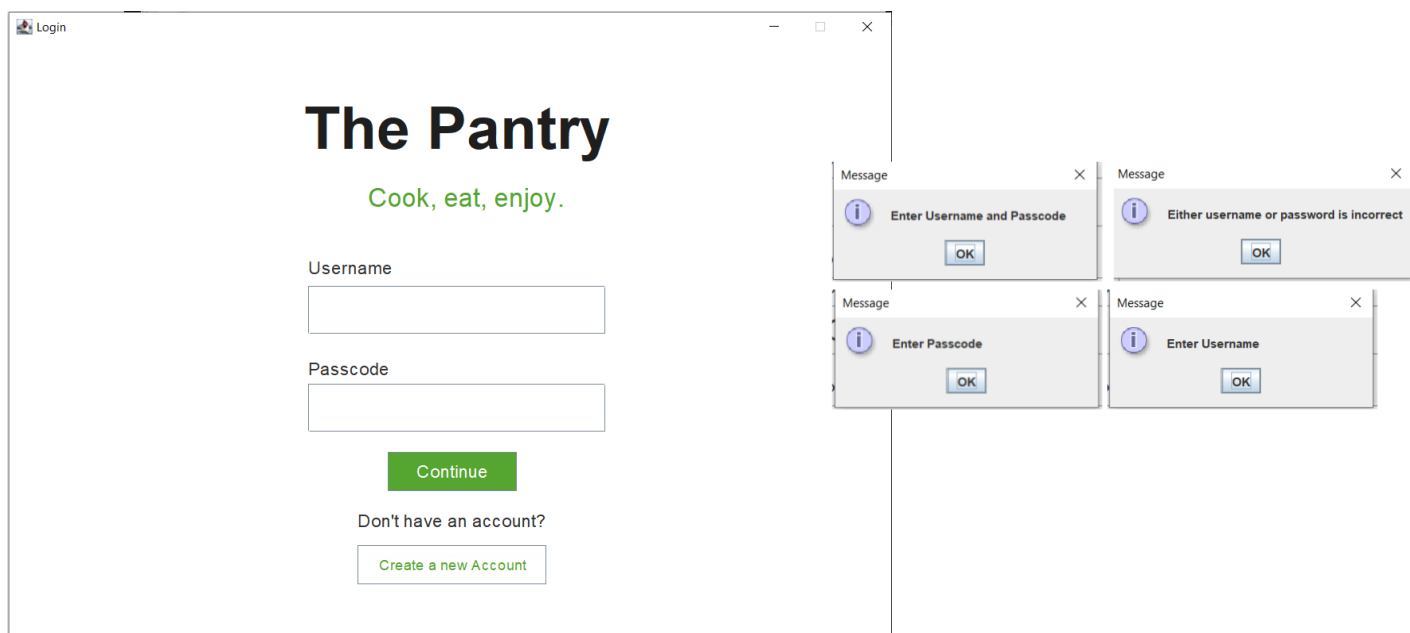 Login
The Pantry
Cook, eat, enjoy.
Username
Passcode
Continue
Don't have an account?
Create a new Account
Message
Enter Username and Passcode
OK
Message
Either username or password is incorrect
OK
Message
Enter Passcode
OK
Message
Enter Username
OK